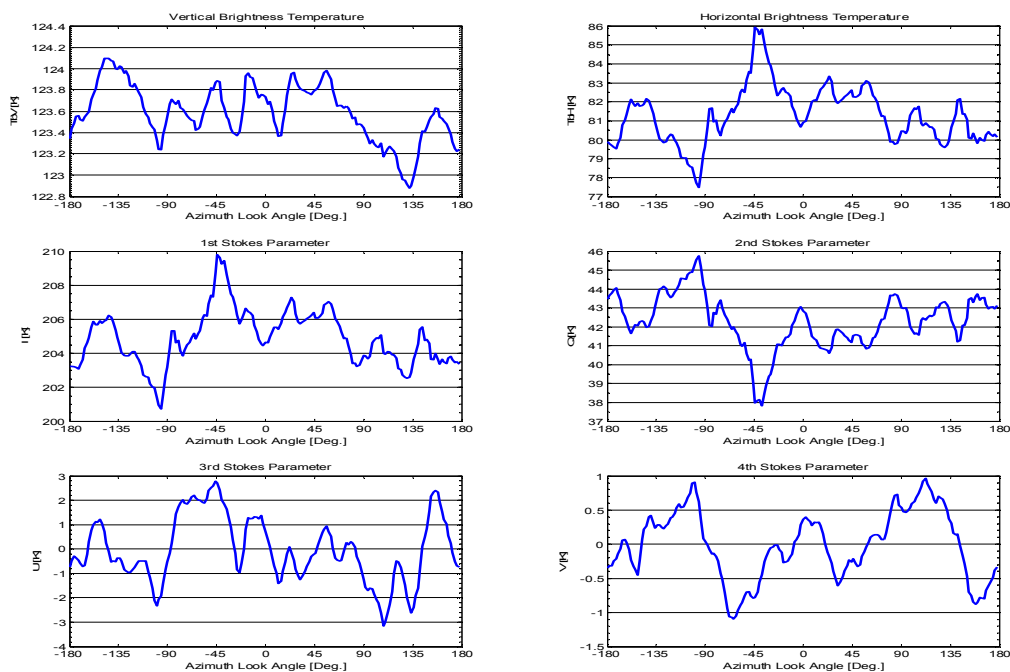 Vertical Brightness Temperature
TbV[K]
124.4
124.2
124
123.8
123.6
123.4
123.2
123
122.8
-180 -135 -90 -45 0 45 90 135 180
Azimuth Look Angle [Deg.]
Horizontal Brightness Temperature
TbH[K]
86
85
84
83
82
81
80
79
78
77
-180 -135 -90 -45 0 45 90 135 180
Azimuth Look Angle [Deg.]
1st Stokes Parameter
I [K]
210
208
206
204
202
200
-180 -135 -90 -45 0 45 90 135 180
Azimuth Look Angle [Deg.]
2nd Stokes Parameter
Q[K]
46
45
44
43
42
41
40
39
38
37
-180 -135 -90 -45 0 45 90 135 180
Azimuth Look Angle [Deg.]
3rd Stokes Parameter
U[K]
3
2
1
0
-1
-2
-3
-4
-180 -135 -90 -45 0 45 90 135 180
Azimuth Look Angle [Deg.]
4th Stokes Parameter
V[K]
1
0.5
0
-0.5
-1
-1.5
-180 -135 -90 -45 0 45 90 135 180
Azimuth Look Angle [Deg.]